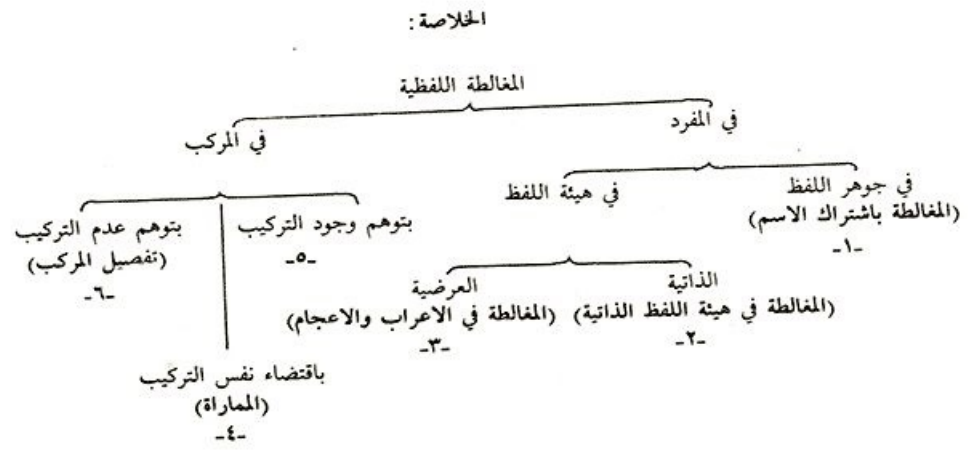 الخلاصة:
المغالطة اللفظية
في المفرد
في المركب
في جوهر اللفظ
(المغالطة باشتراك الاسم)
-١-
في هيئة اللفظ
بتوهم وجود التركيب
-٥-
بتوهم عدم التركيب
(تفصيل المركب)
-٦-
الذاتية
(المغالطة في هيئة اللفظ الذاتية)
-٢-
العرضية
(المغالطة في الاعراب والاعجام)
-٣-
باقتضاء نفس التركيب
(المماراة)
-٤-